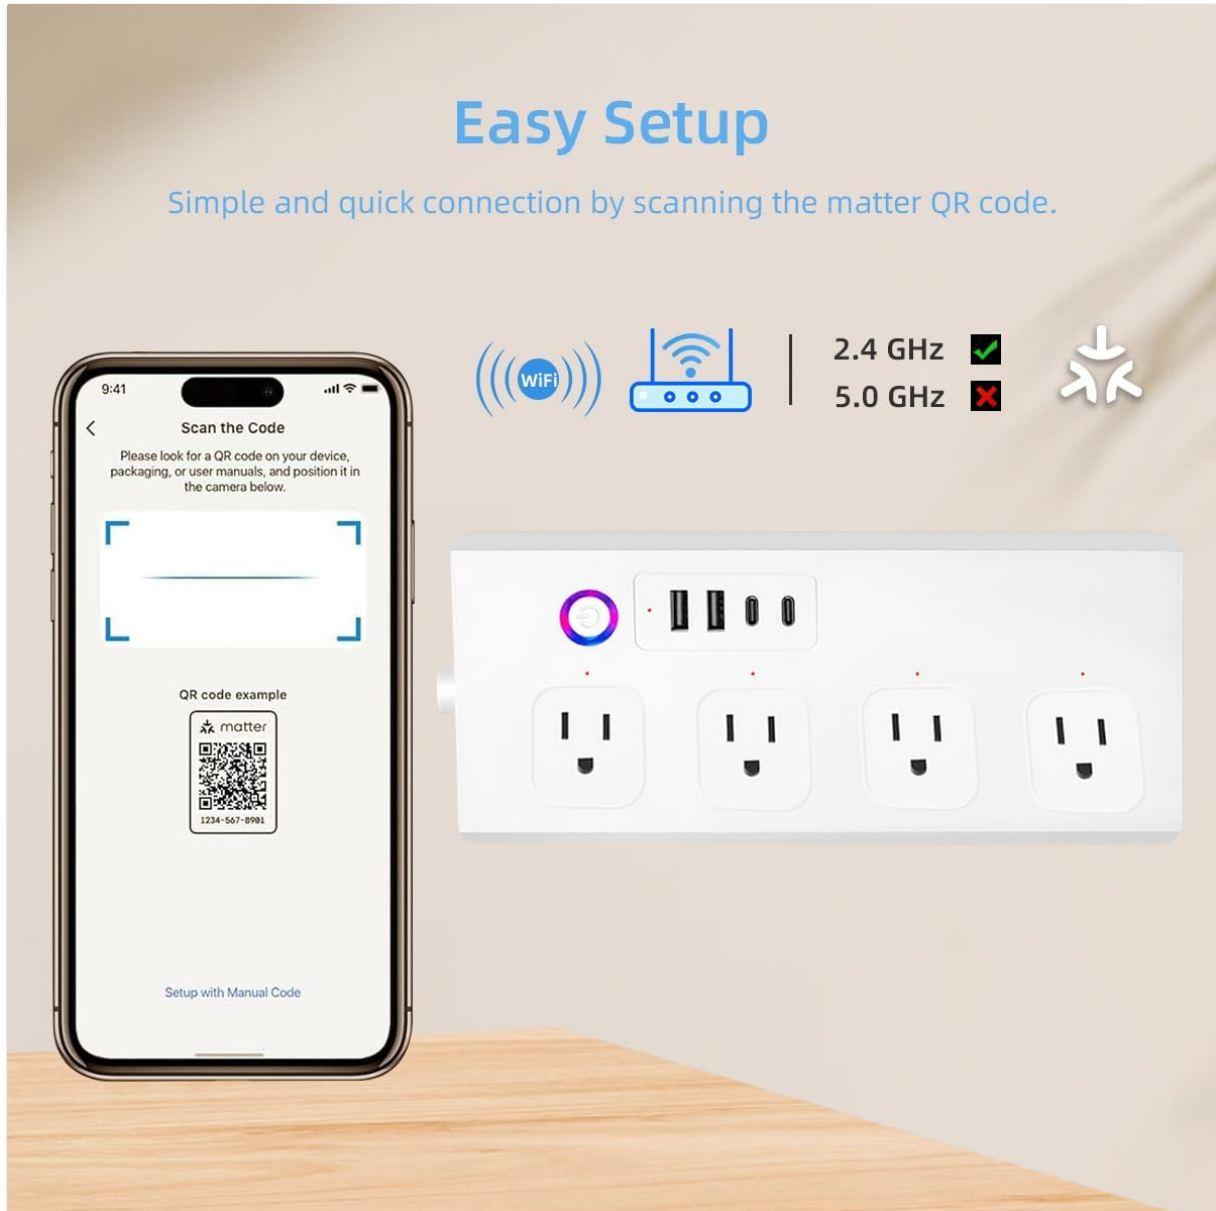 Easy Setup
Simple and quick connection by scanning the matter QR code.
WiFi
2.4 GHz
5.0 GHz
9:41
Scan the Code
Please look for a QR code on your device,
packaging, or user manuals, and position it in
the camera below.
QR code example
matter
1234-567-8901
Setup with Manual Code